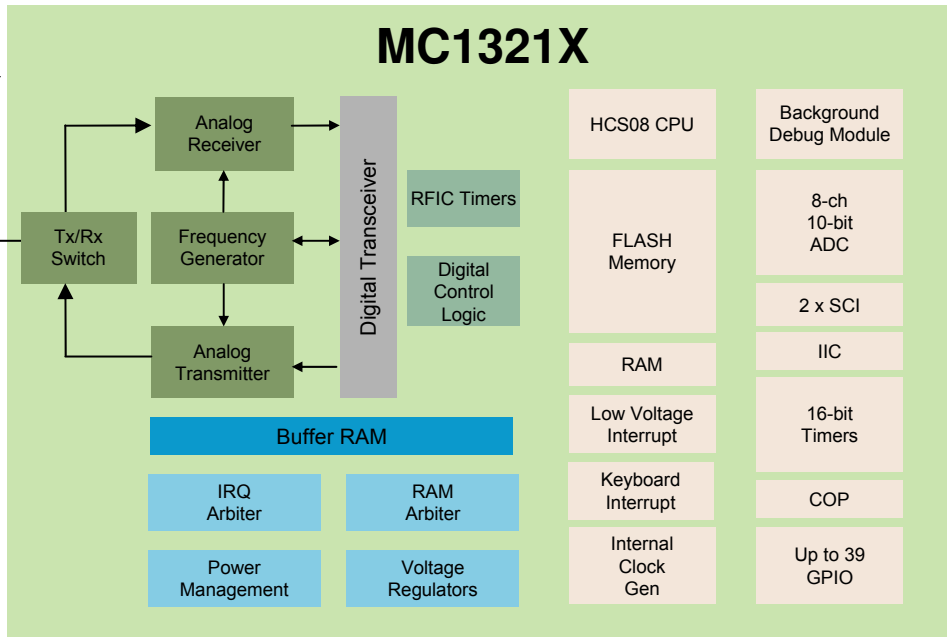 MC1321X
Analog
Receiver
Tx/Rx
Switch
Frequency
Generator
Analog
Transmitter
Digital Transceiver
RFIC Timers
Digital
Control
Logic
Buffer RAM
IRQ
Arbiter
RAM
Arbiter
Power
Management
Voltage
Regulators
HCS08 CPU
FLASH
Memory
RAM
Low Voltage
Interrupt
Keyboard
Interrupt
Internal
Clock
Gen
Background
Debug Module
8-ch
10-bit
ADC
2 x SCI
IIC
16-bit
Timers
COP
Up to 39
GPIO